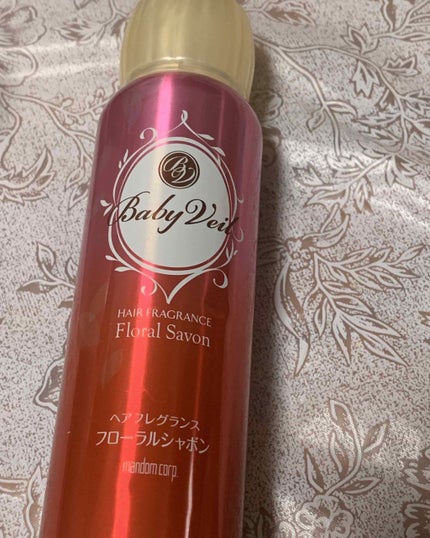 BV
Baby Veil
HAIR FRAGRANCE
Floral Savon
ヘアフレグランス
フローラルシャボン
mandom corp.